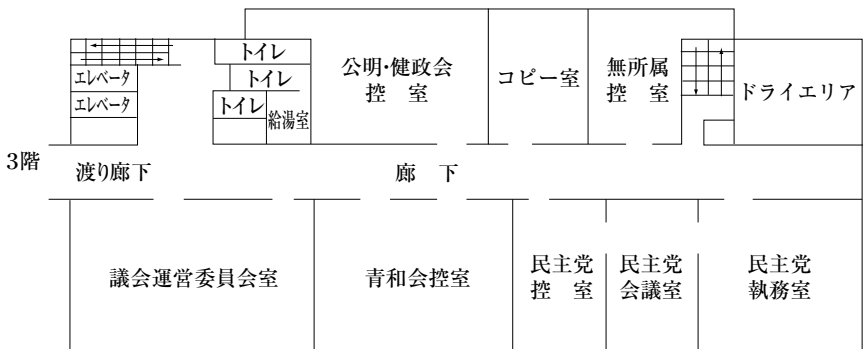 トイレ
エレベータ
トイレ
エレベータ
トイレ
給湯室
公明・健政会
控室
コピー室
無所属
控室
ドライエリア
3階
渡り廊下
廊下
議会運営委員会室
青和会控室
民主党
控室
民主党
会議室
民主党
執務室